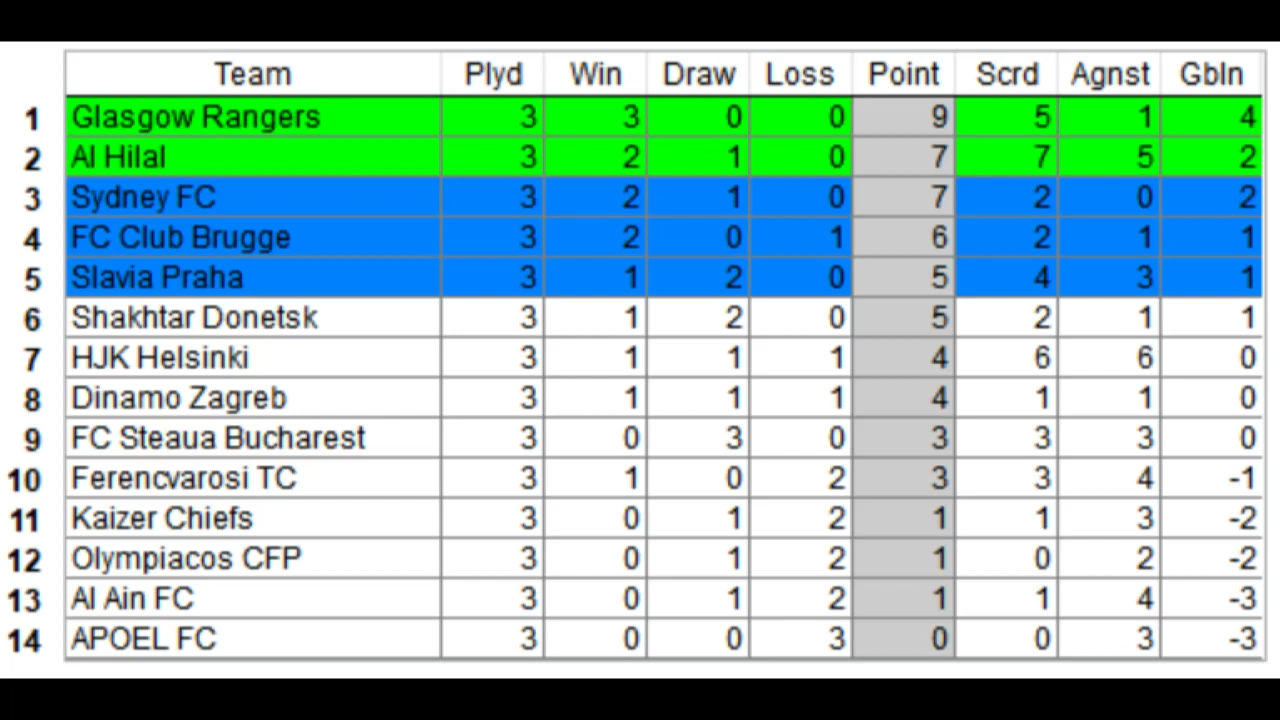 Team Plyd Win Draw Loss Point Scrd Agnst Gbln
1 Glasgow Rangers 3 3 0 0 9 5 1 4
2 Al Hilal 3 2 1 0 7 7 5 2
3 Sydney FC 3 2 1 0 7 2 0 2
4 FC Club Brugge 3 2 0 1 6 2 1 1
5 Slavia Praha 3 1 2 0 5 4 3 1
6 Shakhtar Donetsk 3 1 2 0 5 2 1 1
7 HJK Helsinki 3 1 1 1 4 6 6 0
8 Dinamo Zagreb 3 1 1 1 4 1 1 0
9 FC Steaua Bucharest 3 0 3 0 3 3 3 0
10 Ferencvarosi TC 3 1 0 2 3 3 4 -1
11 Kaizer Chiefs 3 0 1 2 1 1 3 -2
12 Olympiacos CFP 3 0 1 2 1 0 2 -2
13 Al Ain FC 3 0 1 2 1 1 4 -3
14 APOEL FC 3 0 0 3 0 0 3 -3